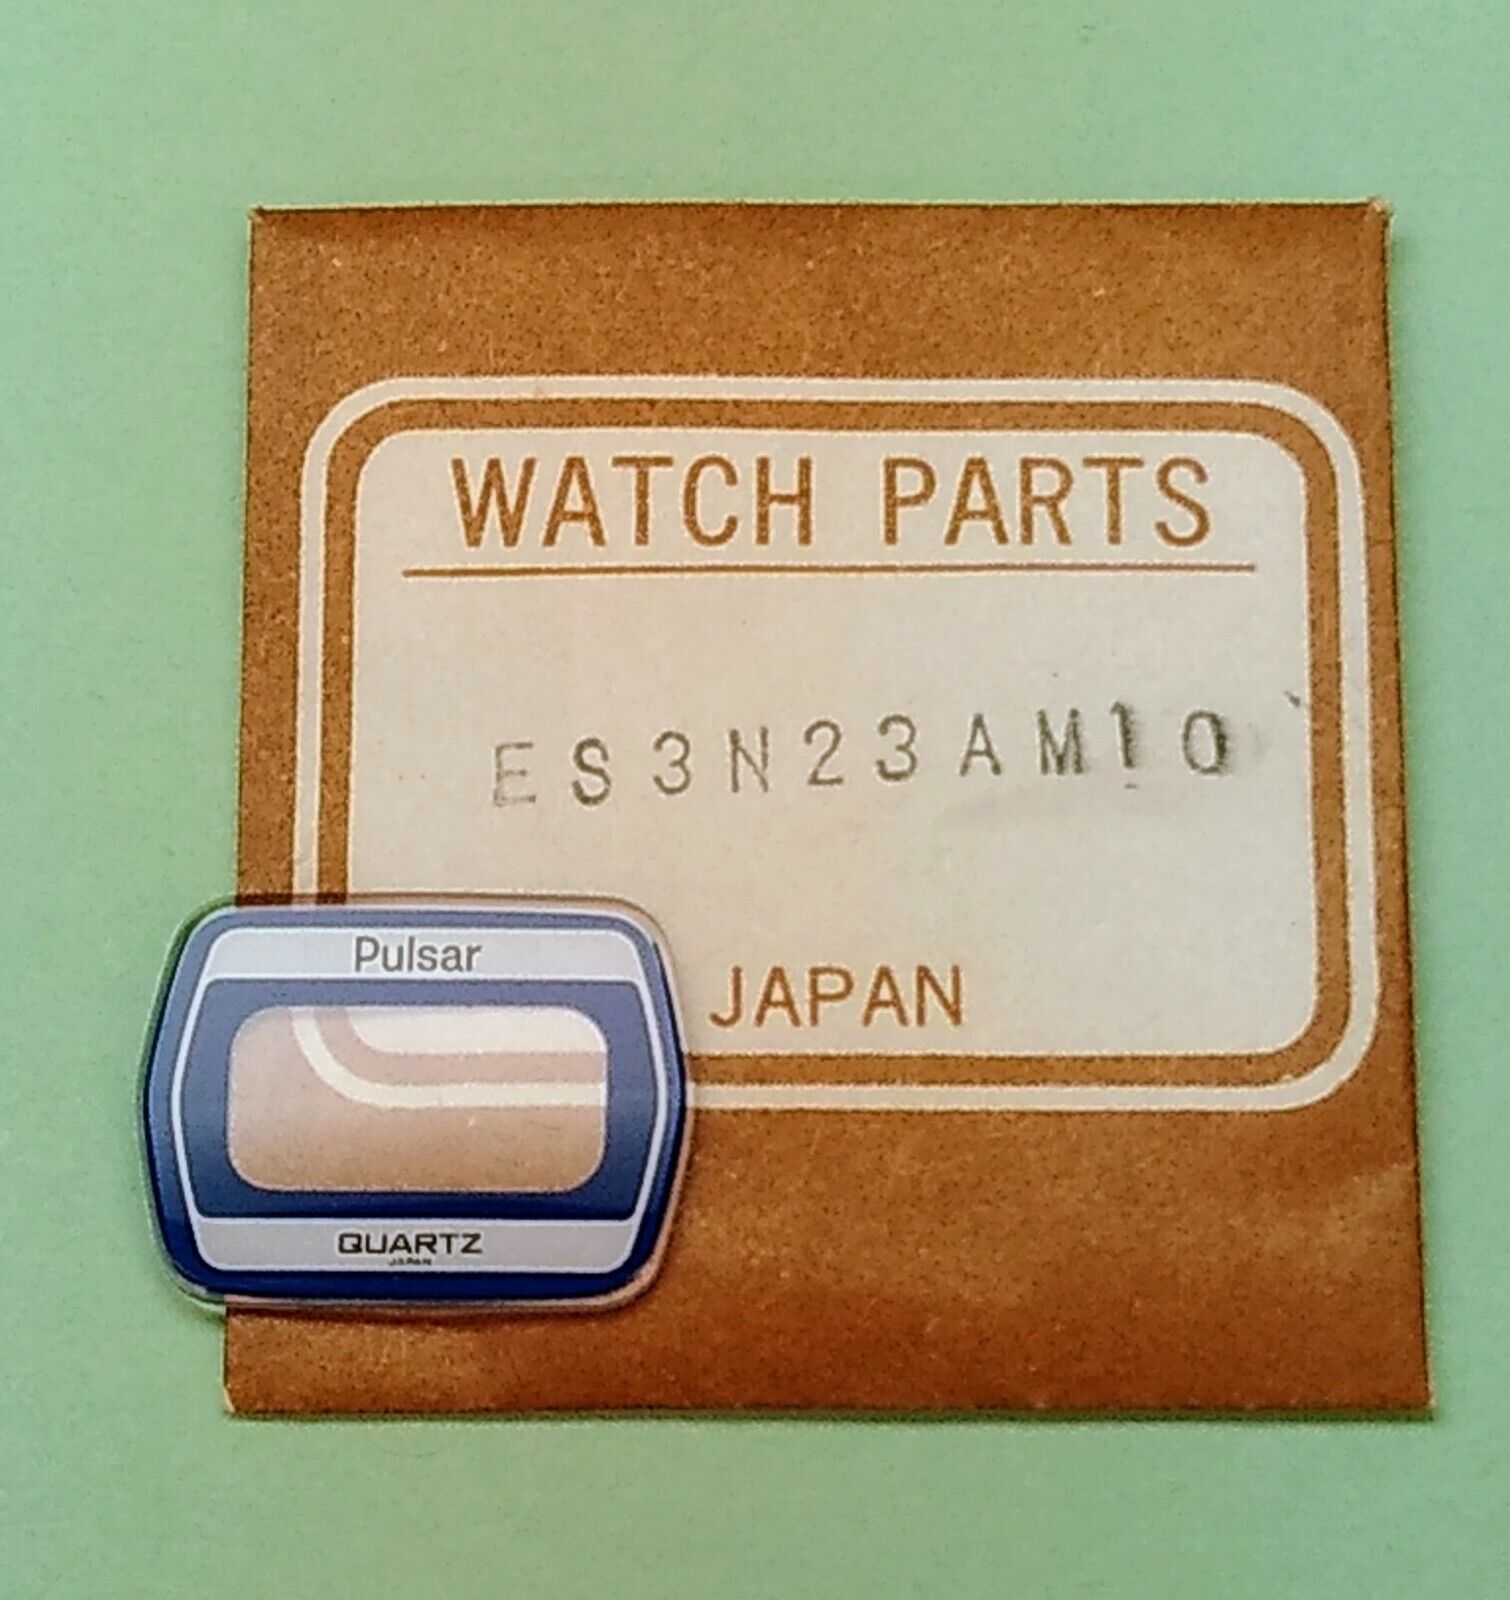 WATCH PARTS
ES3N23AM10
JAPAN
Pulsar
QUARTZ
JAPAN